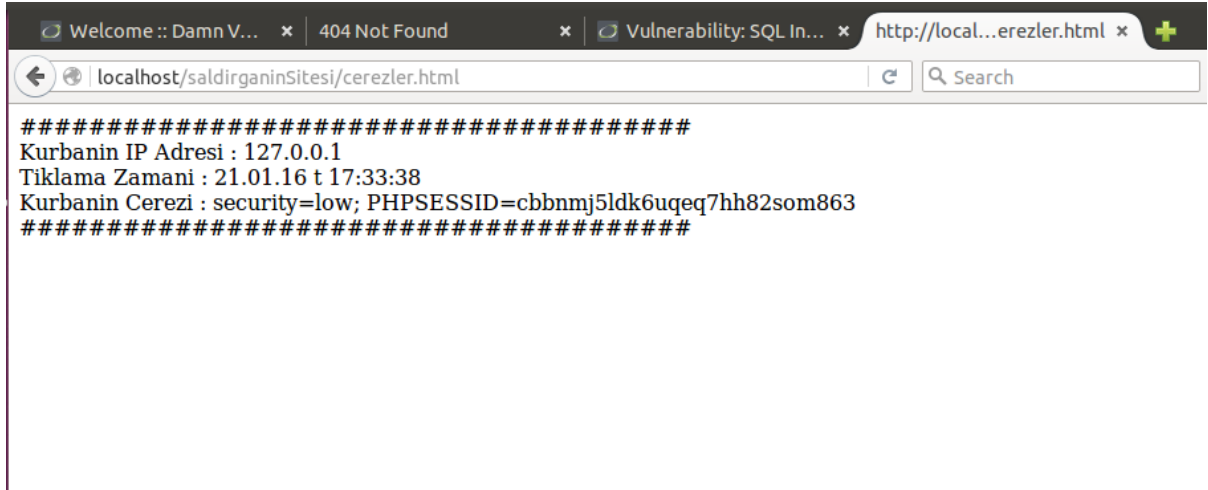 Welcome :: Damn V... × 404 Not Found × Vulnerability: SQL In... × http://local...erezler.html ×
localhost/saldirganinSitesi/cerezler.html Search
#######################################
Kurbanin IP Adresi : 127.0.0.1
Tiklama Zamani : 21.01.16 t 17:33:38
Kurbanin Cerezi : security=low; PHPSESSID=cbbnmj5ldk6uqeq7hh82som863
#######################################